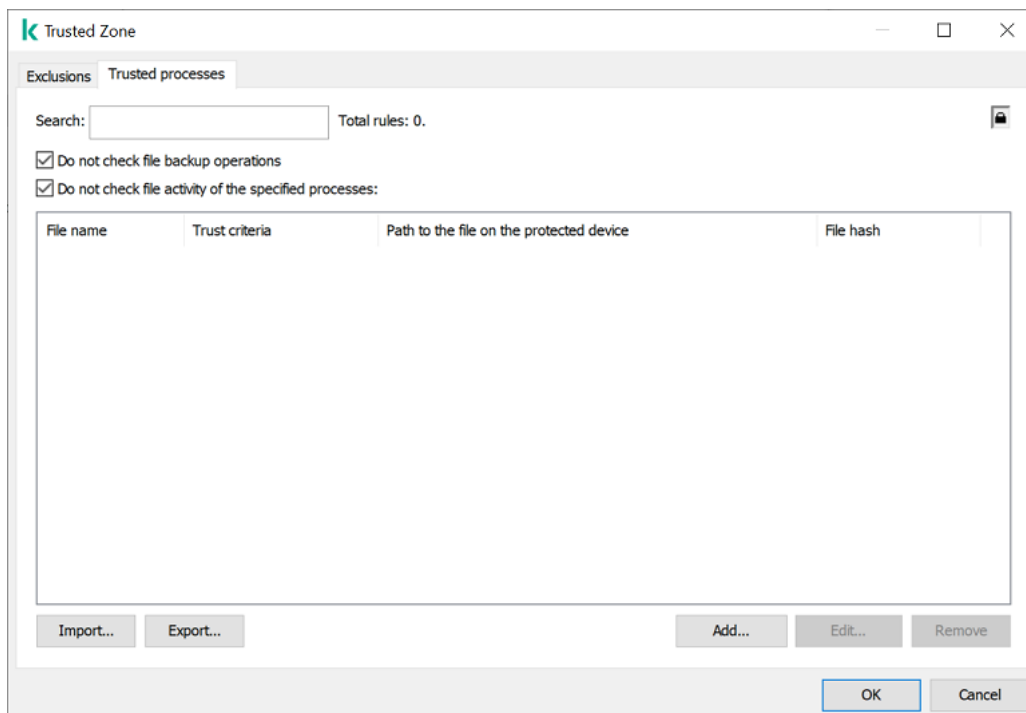 Trusted Zone
Exclusions Trusted processes
Search: Total rules: 0.
Do not check file backup operations
Do not check file activity of the specified processes:
File name Trust criteria Path to the file on the protected device File hash
Import... Export... Add... Edit... Remove
OK Cancel